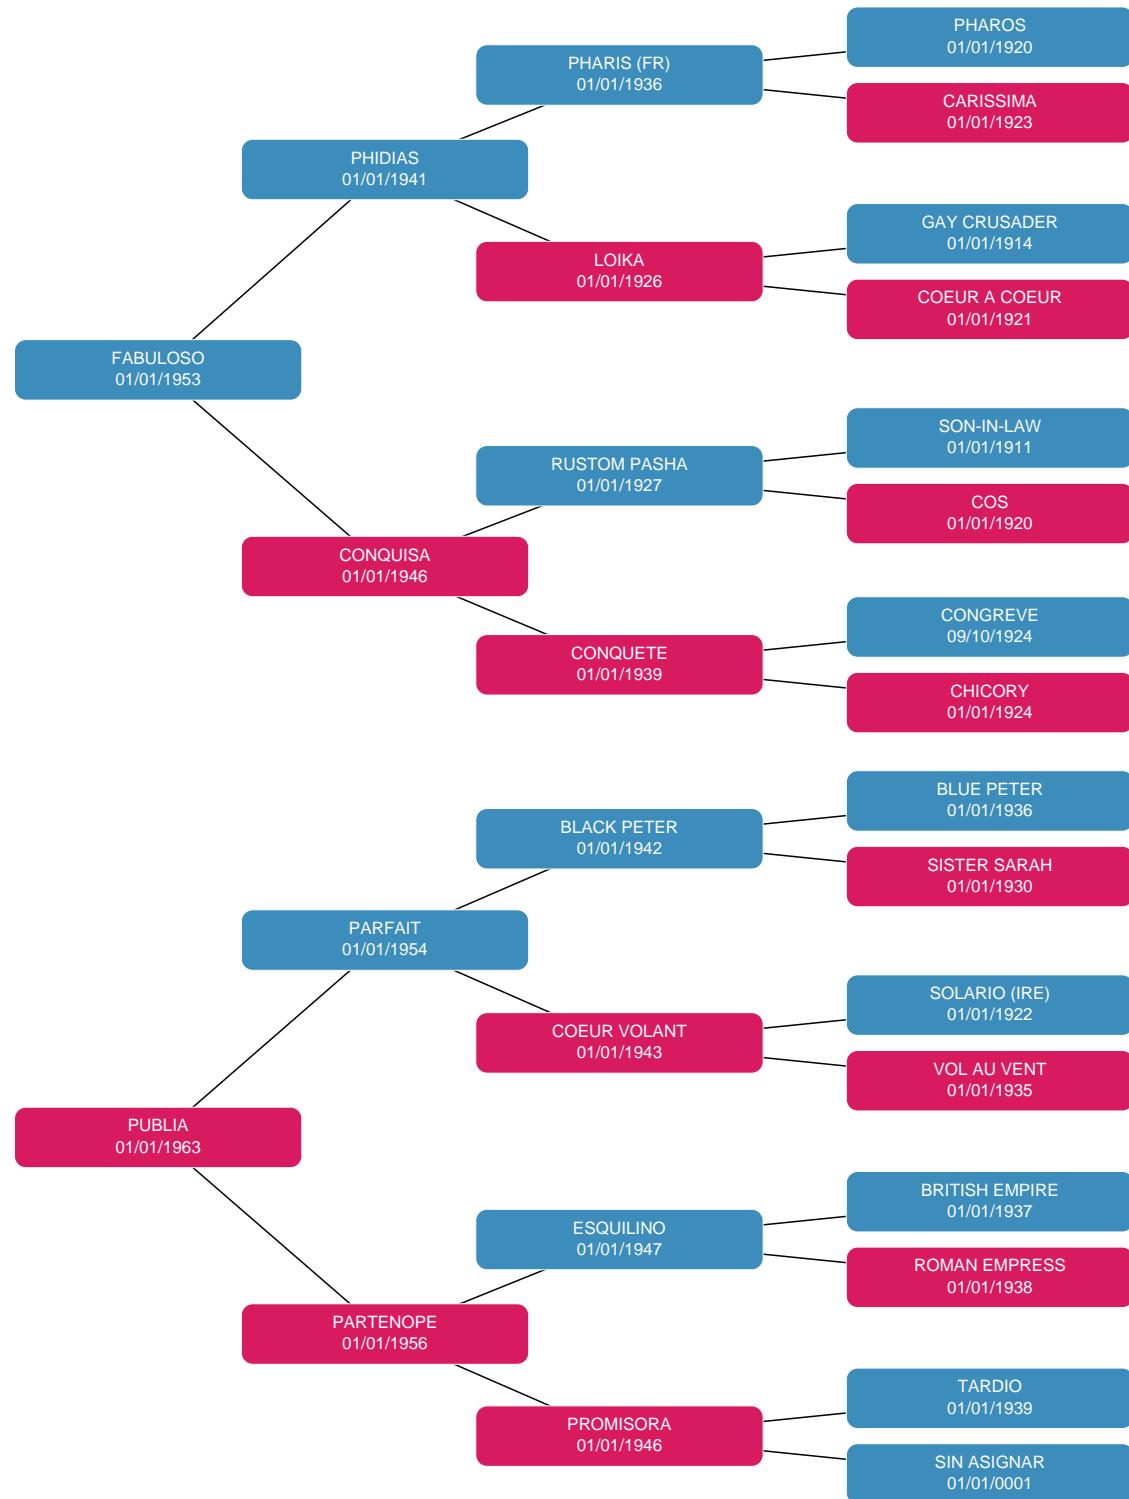 PHAROS
01/01/1920
PHARIS (FR)
01/01/1936
CARISSIMA
01/01/1923
PHIDIAS
01/01/1941
GAY CRUSADER
01/01/1914
LOIKA
01/01/1926
COEUR A COEUR
01/01/1921
FABULOSO
01/01/1953
SON-IN-LAW
01/01/1911
RUSTOM PASHA
01/01/1927
COS
01/01/1920
CONQUISA
01/01/1946
CONGREVE
09/10/1924
CONQUETE
01/01/1939
CHICORY
01/01/1924
BLUE PETER
01/01/1936
BLACK PETER
01/01/1942
SISTER SARAH
01/01/1930
PARFAIT
01/01/1954
SOLARIO (IRE)
01/01/1922
COEUR VOLANT
01/01/1943
VOL AU VENT
01/01/1935
PUBLIA
01/01/1963
BRITISH EMPIRE
01/01/1937
ESQUILINO
01/01/1947
ROMAN EMPRESS
01/01/1938
PARTENOPE
01/01/1956
TARDIO
01/01/1939
PROMISORA
01/01/1946
SIN ASIGNAR
01/01/0001